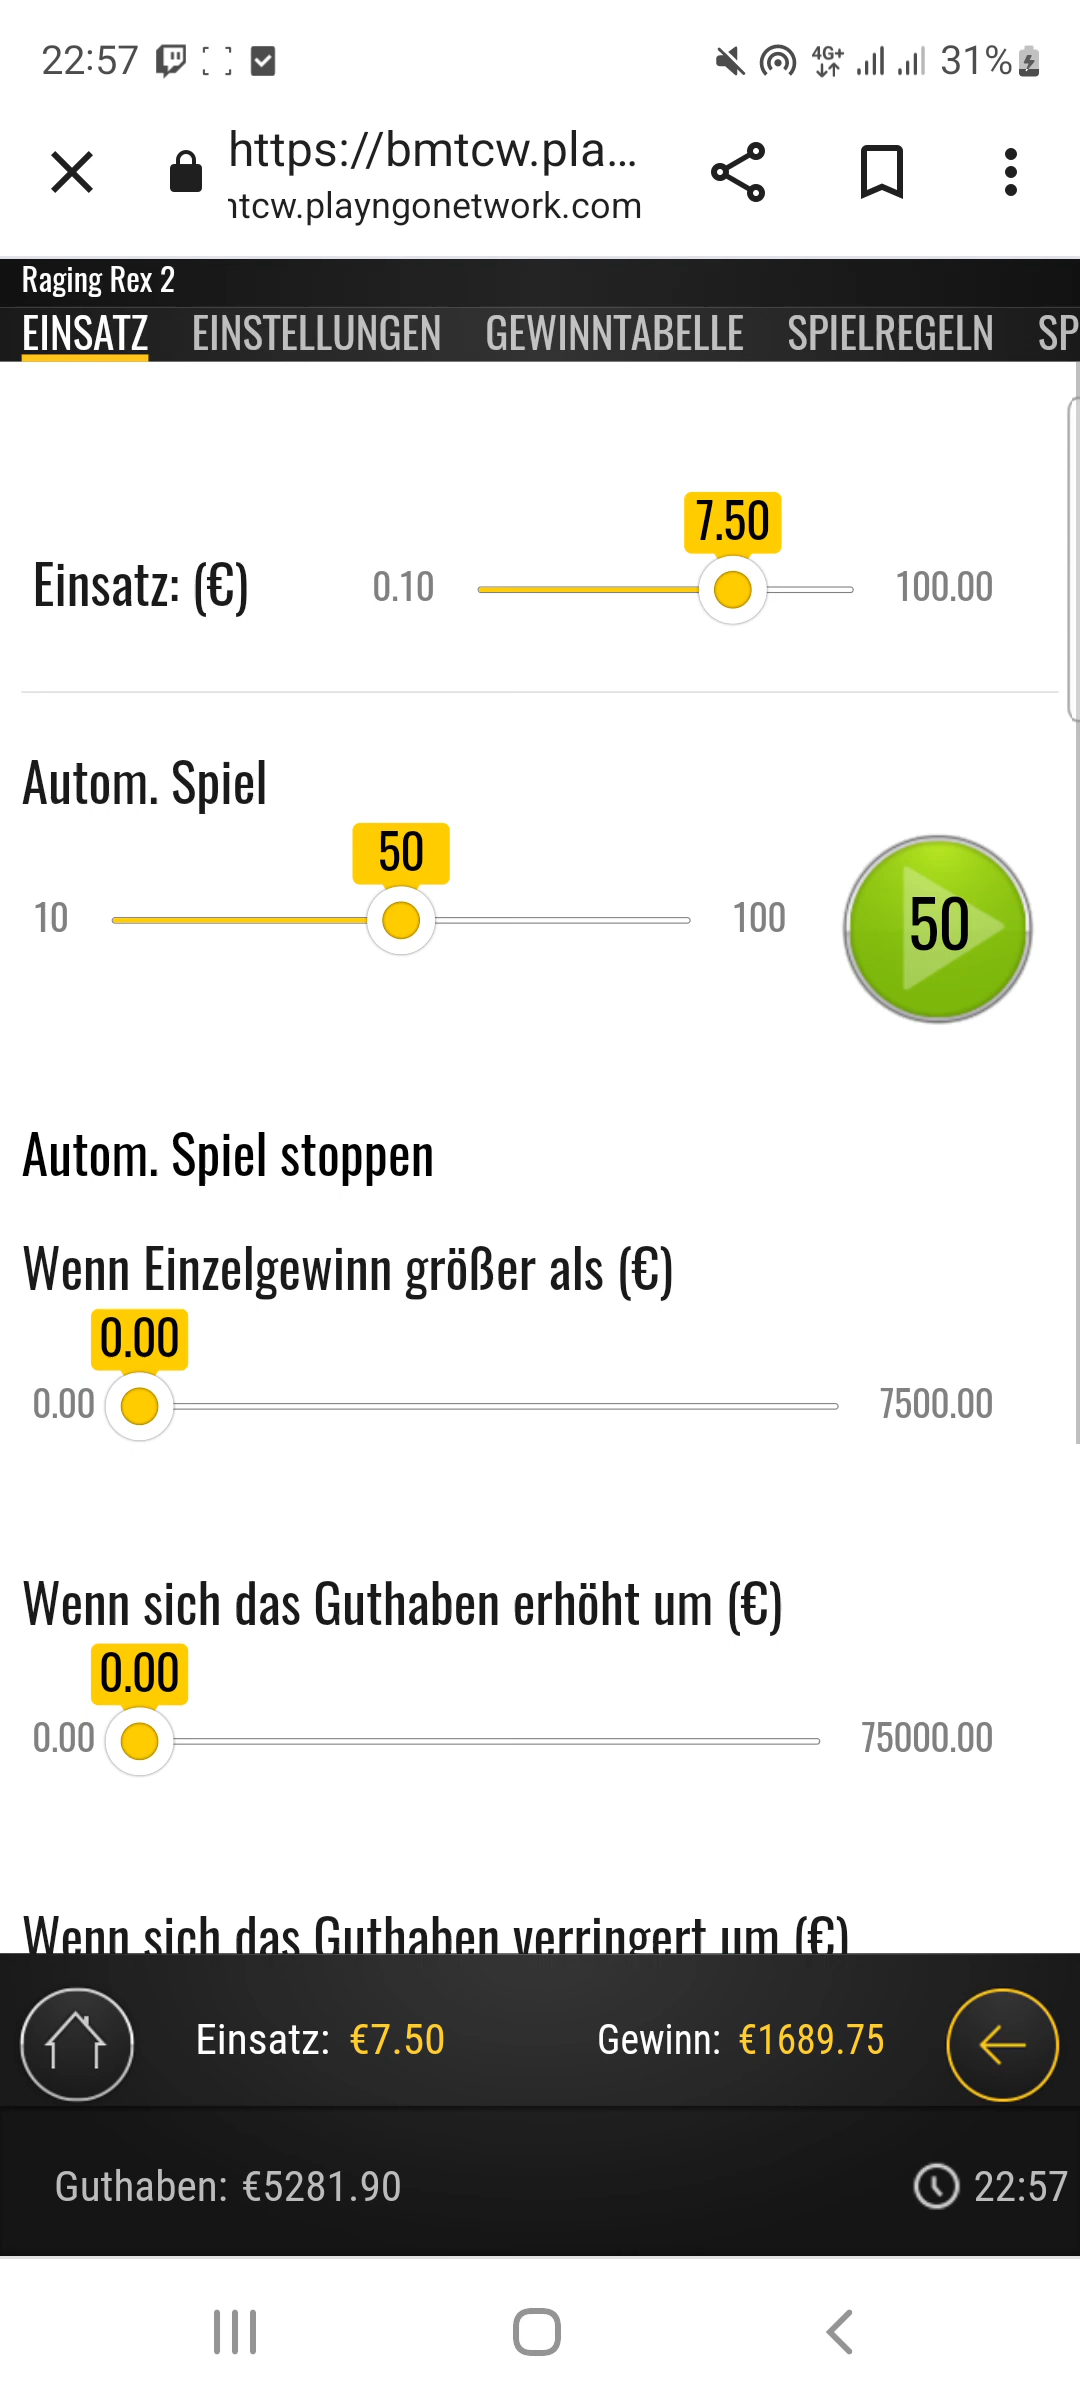 22:57
4G+
31%
https://bmtcw.pla...
tcw.playngonetwork.com
Raging Rex 2
EINSATZ EINSTELLUNGEN GEWINNTABELLE SPIELREGELN SP
7.50
Einsatz: (€) 0.10 100.00
Autom. Spiel
50
10 100 50
Autom. Spiel stoppen
Wenn Einzelgewinn größer als (€)
0.00
0.00 7500.00
Wenn sich das Guthaben erhöht um (€)
0.00
0.00 75000.00
Wenn sich das Guthaben verringert um (€)
Einsatz: €7.50 Gewinn: €1689.75
Guthaben: €5281.90 22:57